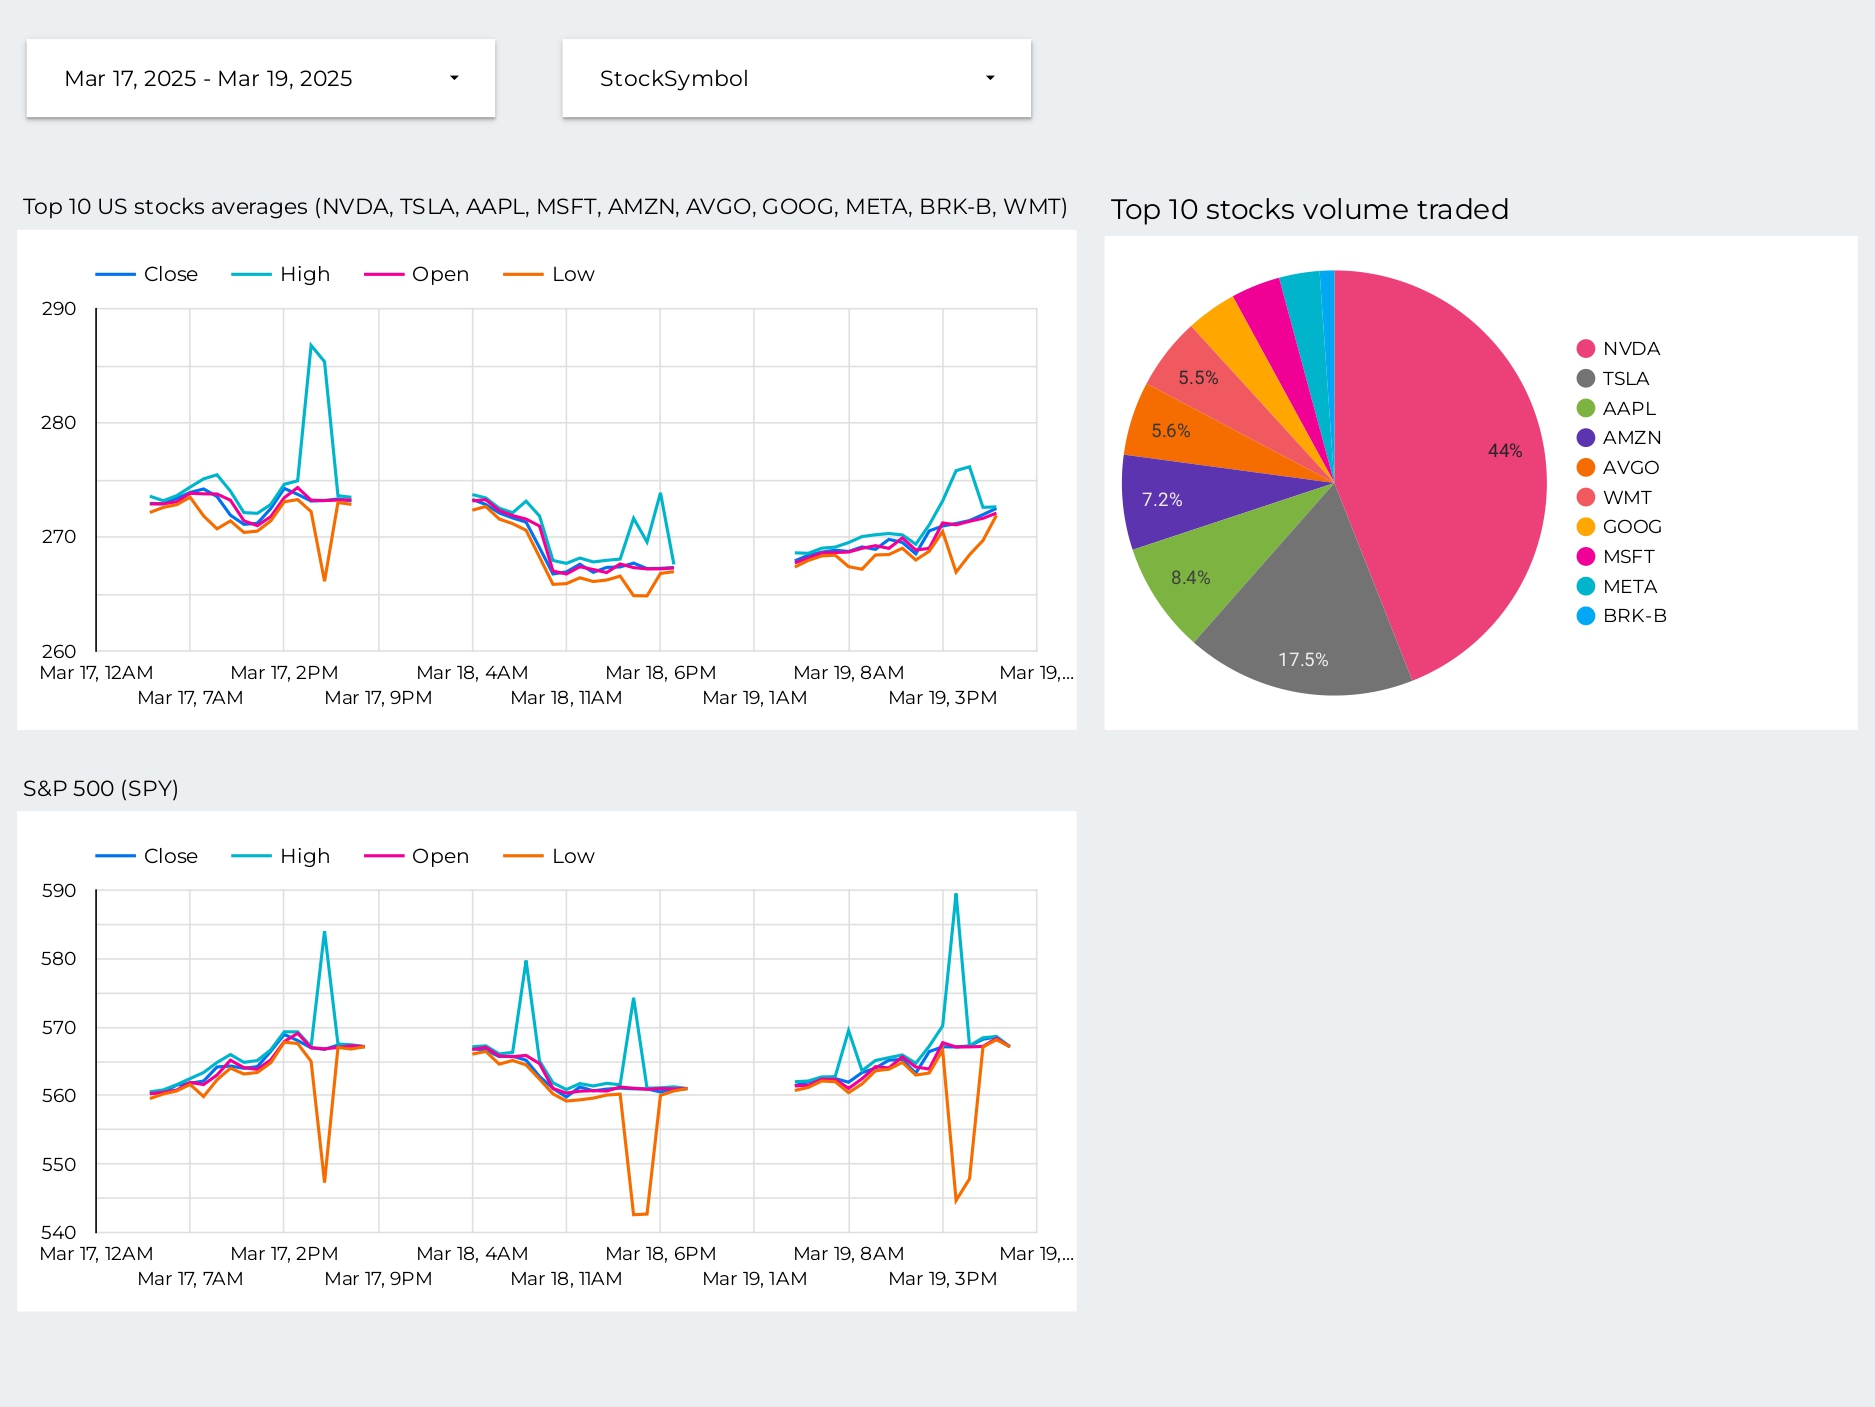 Mar 17, 2025 - Mar 19, 2025
StockSymbol
Top 10 US stocks averages (NVDA, TSLA, AAPL, MSFT, AMZN, AVGO, GOOG, META, BRK-B, WMT)
Close High Open Low
290
280
270
260
Mar 17, 12AM Mar 17, 2PM Mar 18, 4AM Mar 18, 6PM Mar 19, 8AM Mar 19,...
Mar 17, 7AM Mar 17, 9PM Mar 18, 11AM Mar 19, 1AM Mar 19, 3PM
Top 10 stocks volume traded
44%
17.5%
8.4%
7.2%
5.6%
5.5%
NVDA
TSLA
AAPL
AMZN
AVGO
WMT
GOOG
MSFT
META
BRK-B
S&P 500 (SPY)
Close High Open Low
590
580
570
560
550
540
Mar 17, 12AM Mar 17, 2PM Mar 18, 4AM Mar 18, 6PM Mar 19, 8AM Mar 19,...
Mar 17, 7AM Mar 17, 9PM Mar 18, 11AM Mar 19, 1AM Mar 19, 3PM